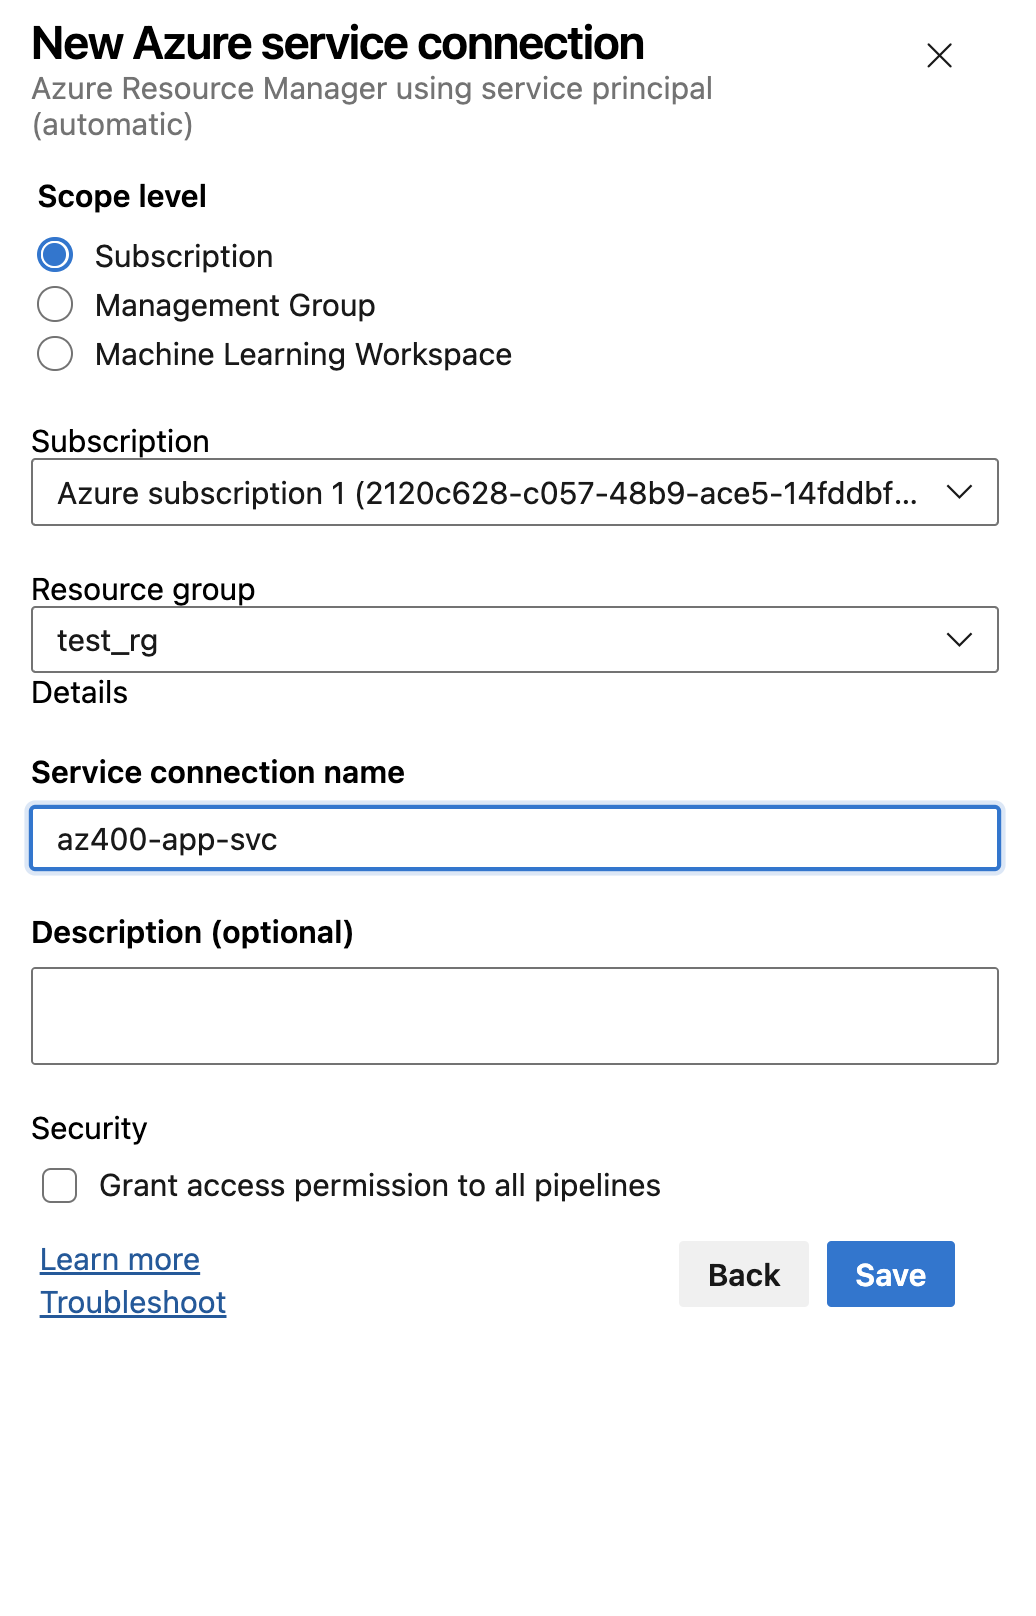 New Azure service connection
Azure Resource Manager using service principal
(automatic)
Scope level
Subscription
Management Group
Machine Learning Workspace
Subscription
Azure subscription 1 (2120c628-c057-48b9-ace5-14fddbf...
Resource group
test_rg
Details
Service connection name
az400-app-svc
Description (optional)
Security
Grant access permission to all pipelines
Learn more
Troubleshoot
Back
Save